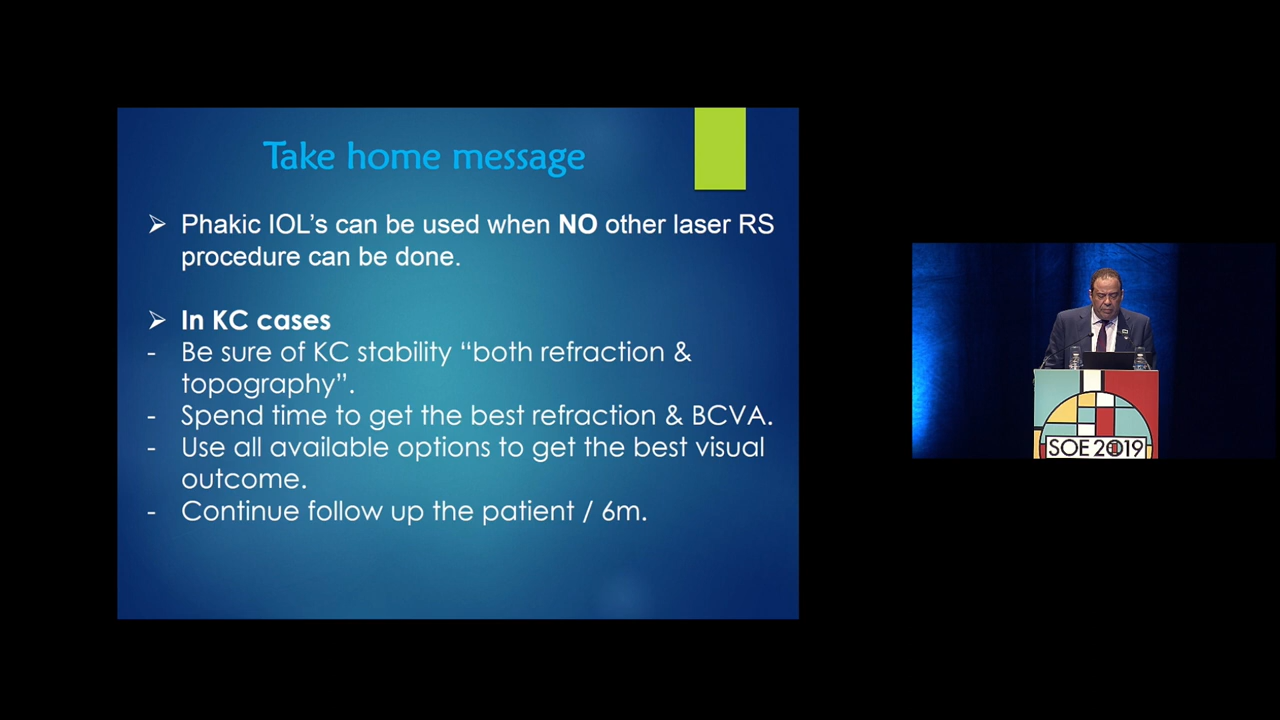 Take home message
➢ Phakic IOL's can be used when NO other laser RS
procedure can be done.
➢ In KC cases
- Be sure of KC stability “both refraction &
topography”.
- Spend time to get the best refraction & BCVA.
- Use all available options to get the best visual
outcome.
- Continue follow up the patient / 6m.
SOE 2019